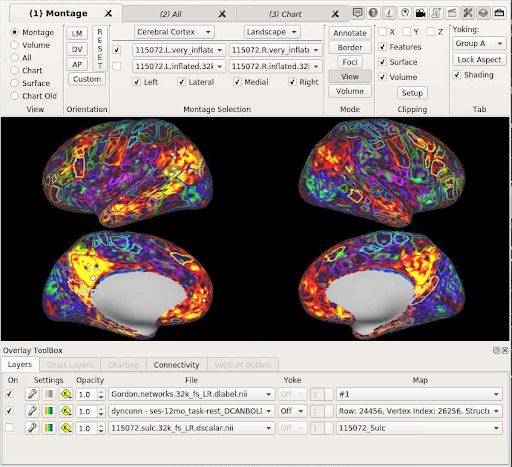 (1) Montage
(2) All
(3) Chart
Montage
Volume
All
Chart
Surface
Chart Old
View
LM
DV
AP
RESET
Custom
Orientation
Cerebral Cortex
Landscape
115072.L.very_inflate
115072.R.very_inflate
115072.L.inflated.32
115072.R.inflated.32
Left
Lateral
Medial
Right
Montage Selection
Annotate
Border
Foci
View
Volume
Mode
X
Y
Z
Features
Surface
Volume
Setup
Clipping
Yoking:
Group A
Lock Aspect
Shading
Tab
Overlay ToolBox
Layers
Chart Layers
Charting
Connectivity
Vol/Surf Outline
On
Settings
Opacity
File
Yoke
Map
1.0 Gordon.networks.32k_fs_LR.dlabel.nii Off 1 #1
1.0 dynconn - ses-12mo_task-rest_DCANBOL Off 1 Row: 24456, Vertex Index: 26256, Struct
1.0 115072.sulc.32k_fs_LR.dscalar.nii Off 1 115072_Sulc